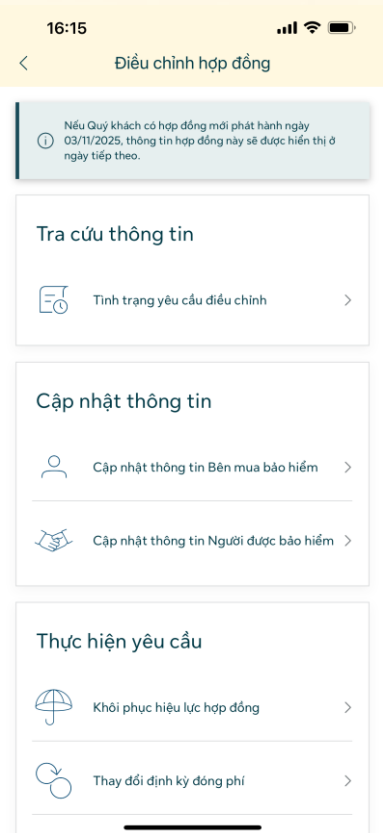 16:15
Điều chỉnh hợp đồng
Nếu Quý khách có hợp đồng mới phát hành ngày
03/11/2025, thông tin hợp đồng này sẽ được hiển thị ở
ngày tiếp theo.
Tra cứu thông tin
Tình trạng yêu cầu điều chỉnh
Cập nhật thông tin
Cập nhật thông tin Bên mua bảo hiểm
Cập nhật thông tin Người được bảo hiểm
Thực hiện yêu cầu
Khôi phục hiệu lực hợp đồng
Thay đổi định kỳ đóng phí